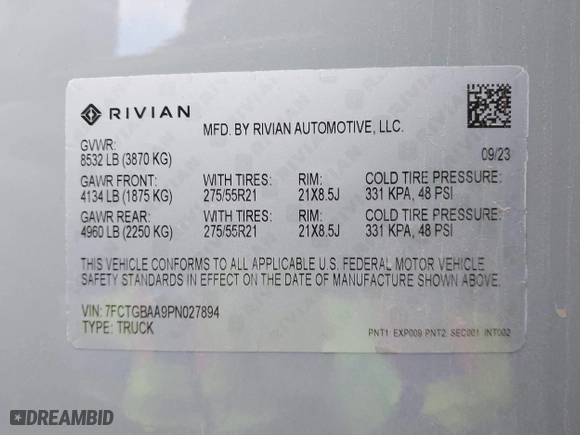 RIVIAN
MFD. BY RIVIAN AUTOMOTIVE, LLC.
GVWR:
8532 LB (3870 KG) 09/23
GAWR FRONT: WITH TIRES: RIM: COLD TIRE PRESSURE:
4134 LB (1875 KG) 275/55R21 21X8.5J 331 KPA, 48 PSI
GAWR REAR: WITH TIRES: RIM: COLD TIRE PRESSURE:
4960 LB (2250 KG) 275/55R21 21X8.5J 331 KPA, 48 PSI
THIS VEHICLE CONFORMS TO ALL APPLICABLE U.S. FEDERAL MOTOR VEHICLE
SAFETY STANDARDS IN EFFECT ON THE DATE OF MANUFACTURE SHOWN ABOVE.
VIN: 7FCTGBAA9PN027894
TYPE: TRUCK
PNT1: EXP009 PNT2: SEC001 INT002
DREAMBID